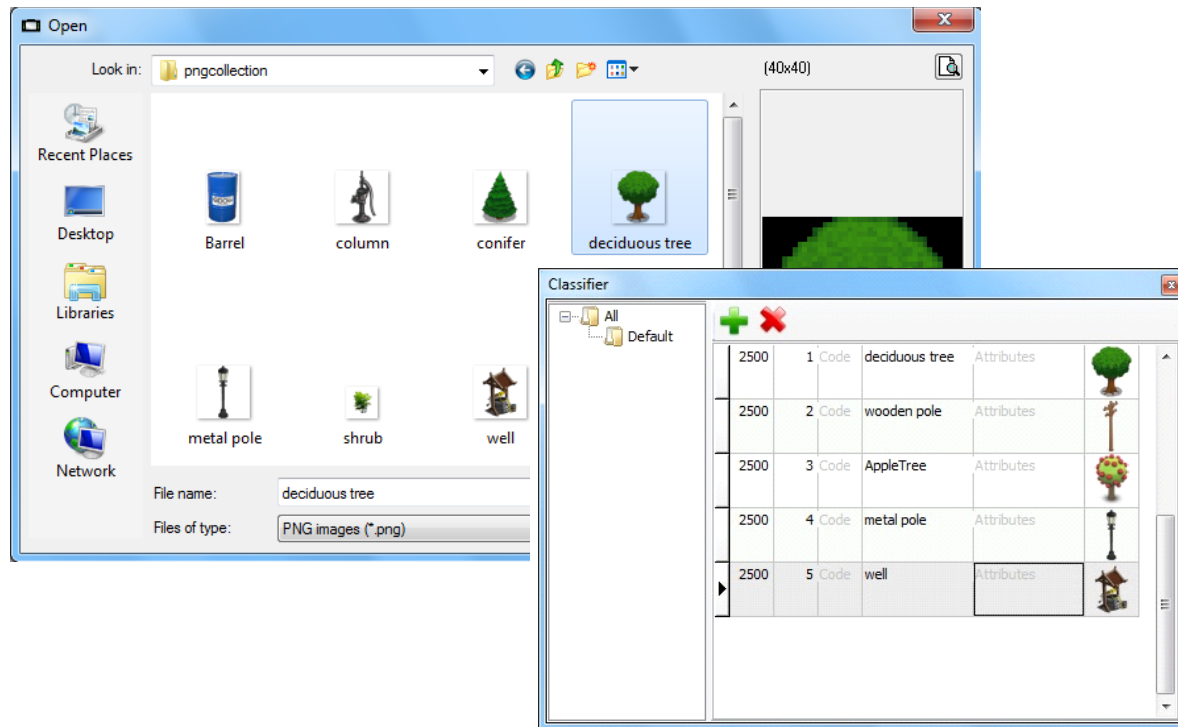 Open
Look in: pngcollection
(40x40)
Recent Places
Desktop
Libraries
Computer
Network
Barrel column conifer deciduous tree
metal pole shrub well
File name: deciduous tree
Files of type: PNG images (*.png)
Classifier
All
Default
2500 1 Code deciduous tree Attributes
2500 2 Code wooden pole Attributes
2500 3 Code AppleTree Attributes
2500 4 Code metal pole Attributes
2500 5 Code well Attributes